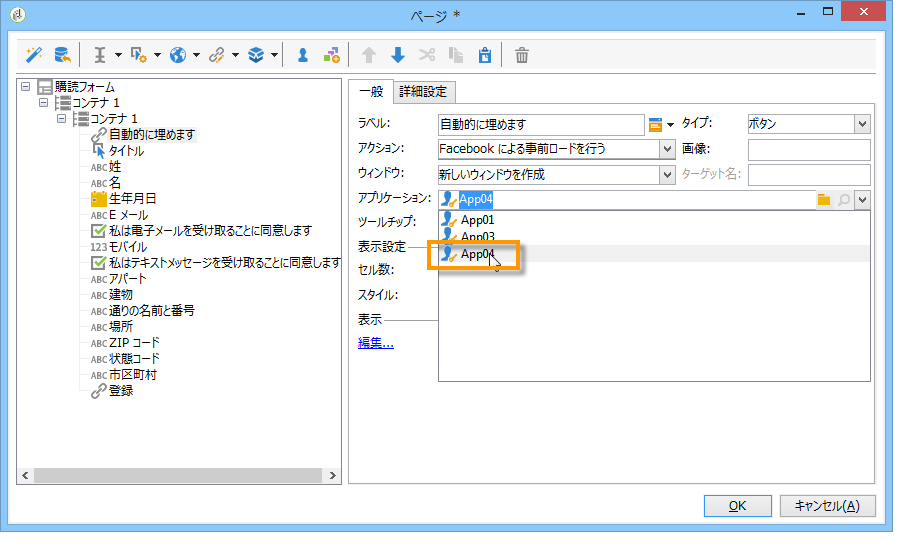 ページ *
購読フォーム
コンテナ 1
コンテナ 1
自動的に埋めます
タイトル
ABC 姓
ABC 名
生年月日
ABC E メール
私は電子メールを受け取ることに同意します
123 モバイル
私はテキストメッセージを受け取ることに同意します
ABC アパート
ABC 建物
ABC 通りの名前と番号
ABC 場所
ABC ZIP コード
ABC 状態コード
ABC 市区町村
登録
一般 詳細設定
ラベル: 自動的に埋めます タイプ: ボタン
アクション: Facebook による事前ロードを行う 画像:
ウィンドウ: 新しいウィンドウを作成 ターゲット名:
アプリケーション: App04
ツールチップ: App01
App03
表示設定 App04
セル数:
スタイル:
表示
編集...
OK キャンセル(A)